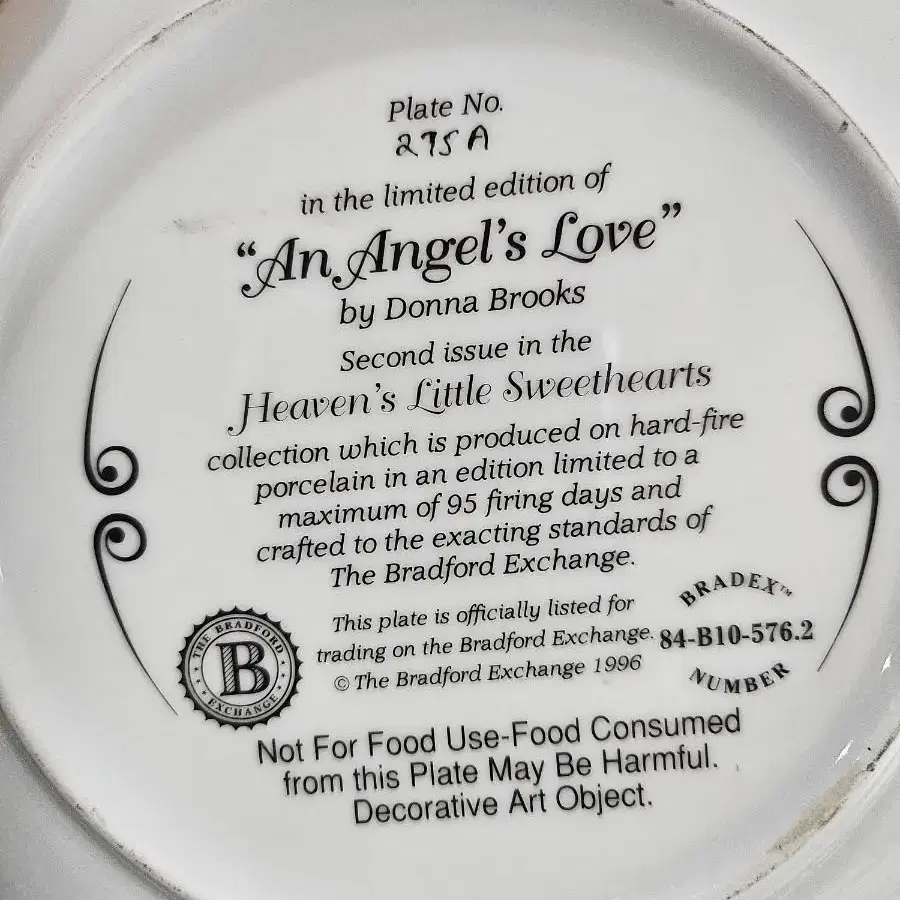 Plate No.
275A
in the limited edition of
“An Angel’s Love”
by Donna Brooks
Second issue in the
Heaven’s Little Sweethearts
collection which is produced on hard-fire
porcelain in an edition limited to a
maximum of 95 firing days and
crafted to the exacting standards of
The Bradford Exchange.
This plate is officially listed for
trading on the Bradford Exchange.
© The Bradford Exchange 1996
BRADEX™
84-B10-576.2
NUMBER
THE BRADFORD
B
EXCHANGE
Not For Food Use-Food Consumed
from this Plate May Be Harmful.
Decorative Art Object.